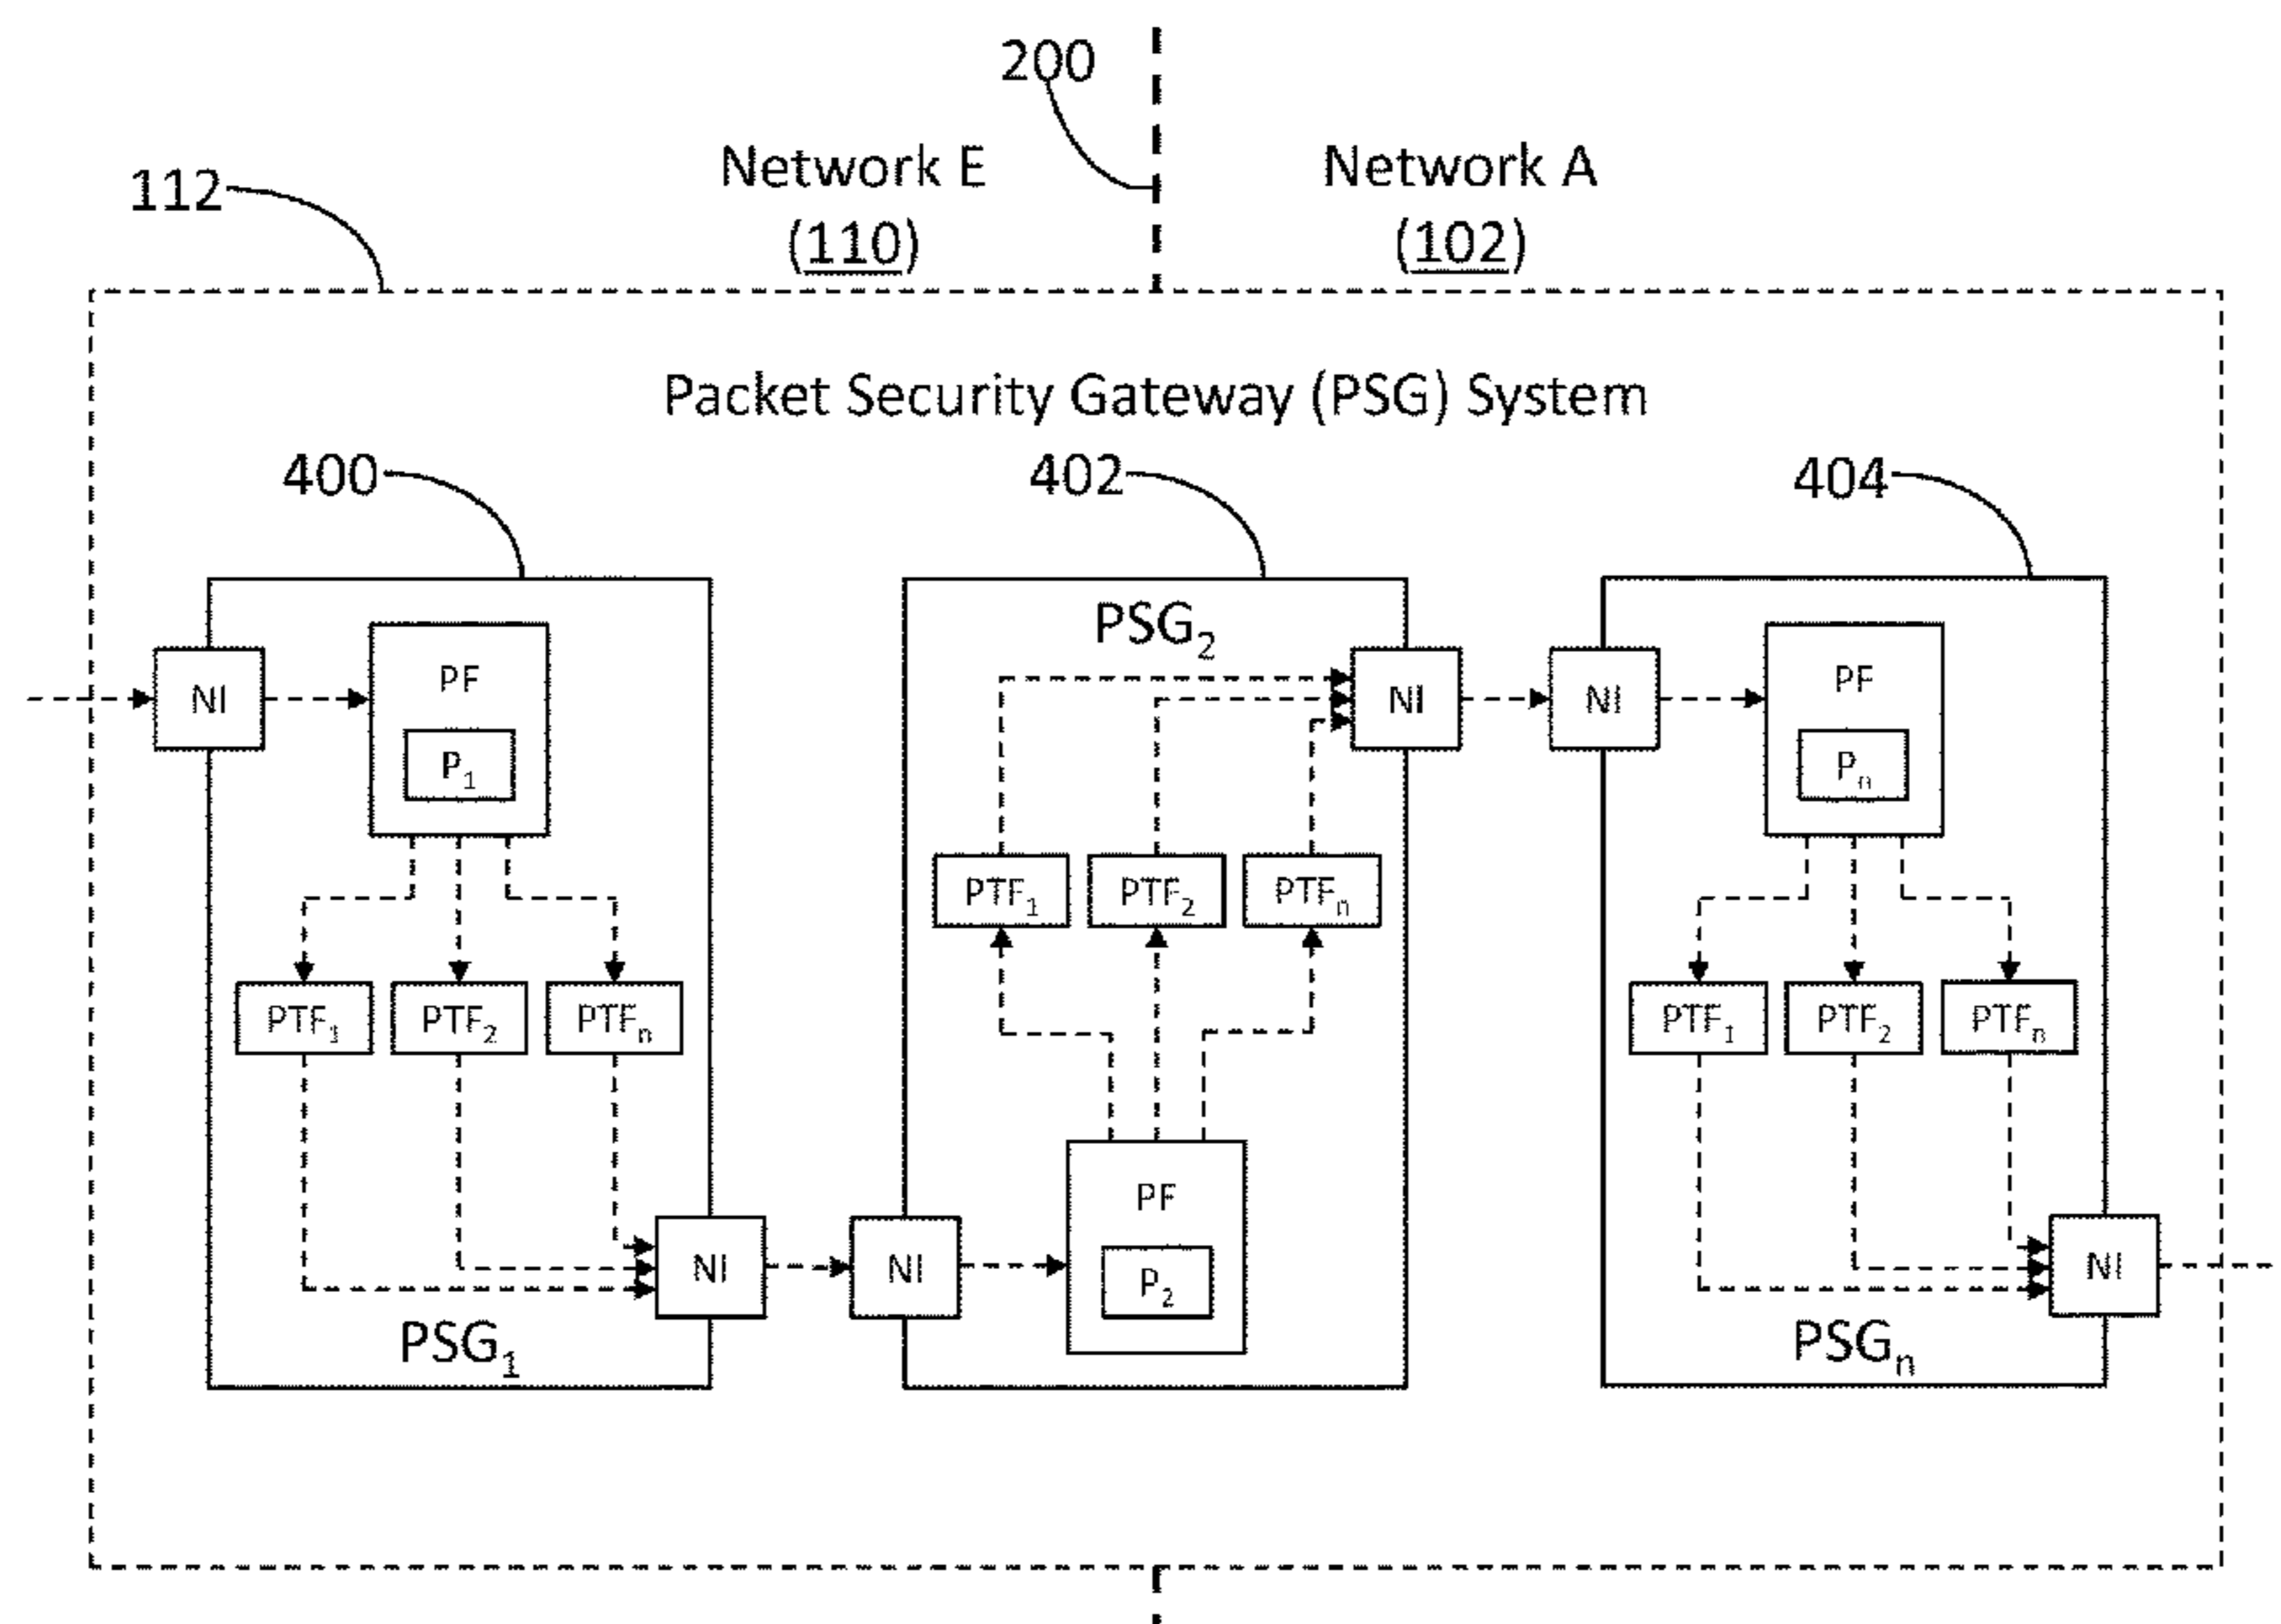 200
Network E
(110)
Network A
(102)
112
Packet Security Gateway (PSG) System
400
402
404
NI
PF
P₁
PTF₁
PTF₂
PTFₙ
NI
PSG₁
PSG₂
NI
PTF₁
PTF₂
PTFₙ
NI
PF
P₂
NI
PF
Pₙ
PTF₁
PTF₂
PTFₙ
NI
PSGₙ